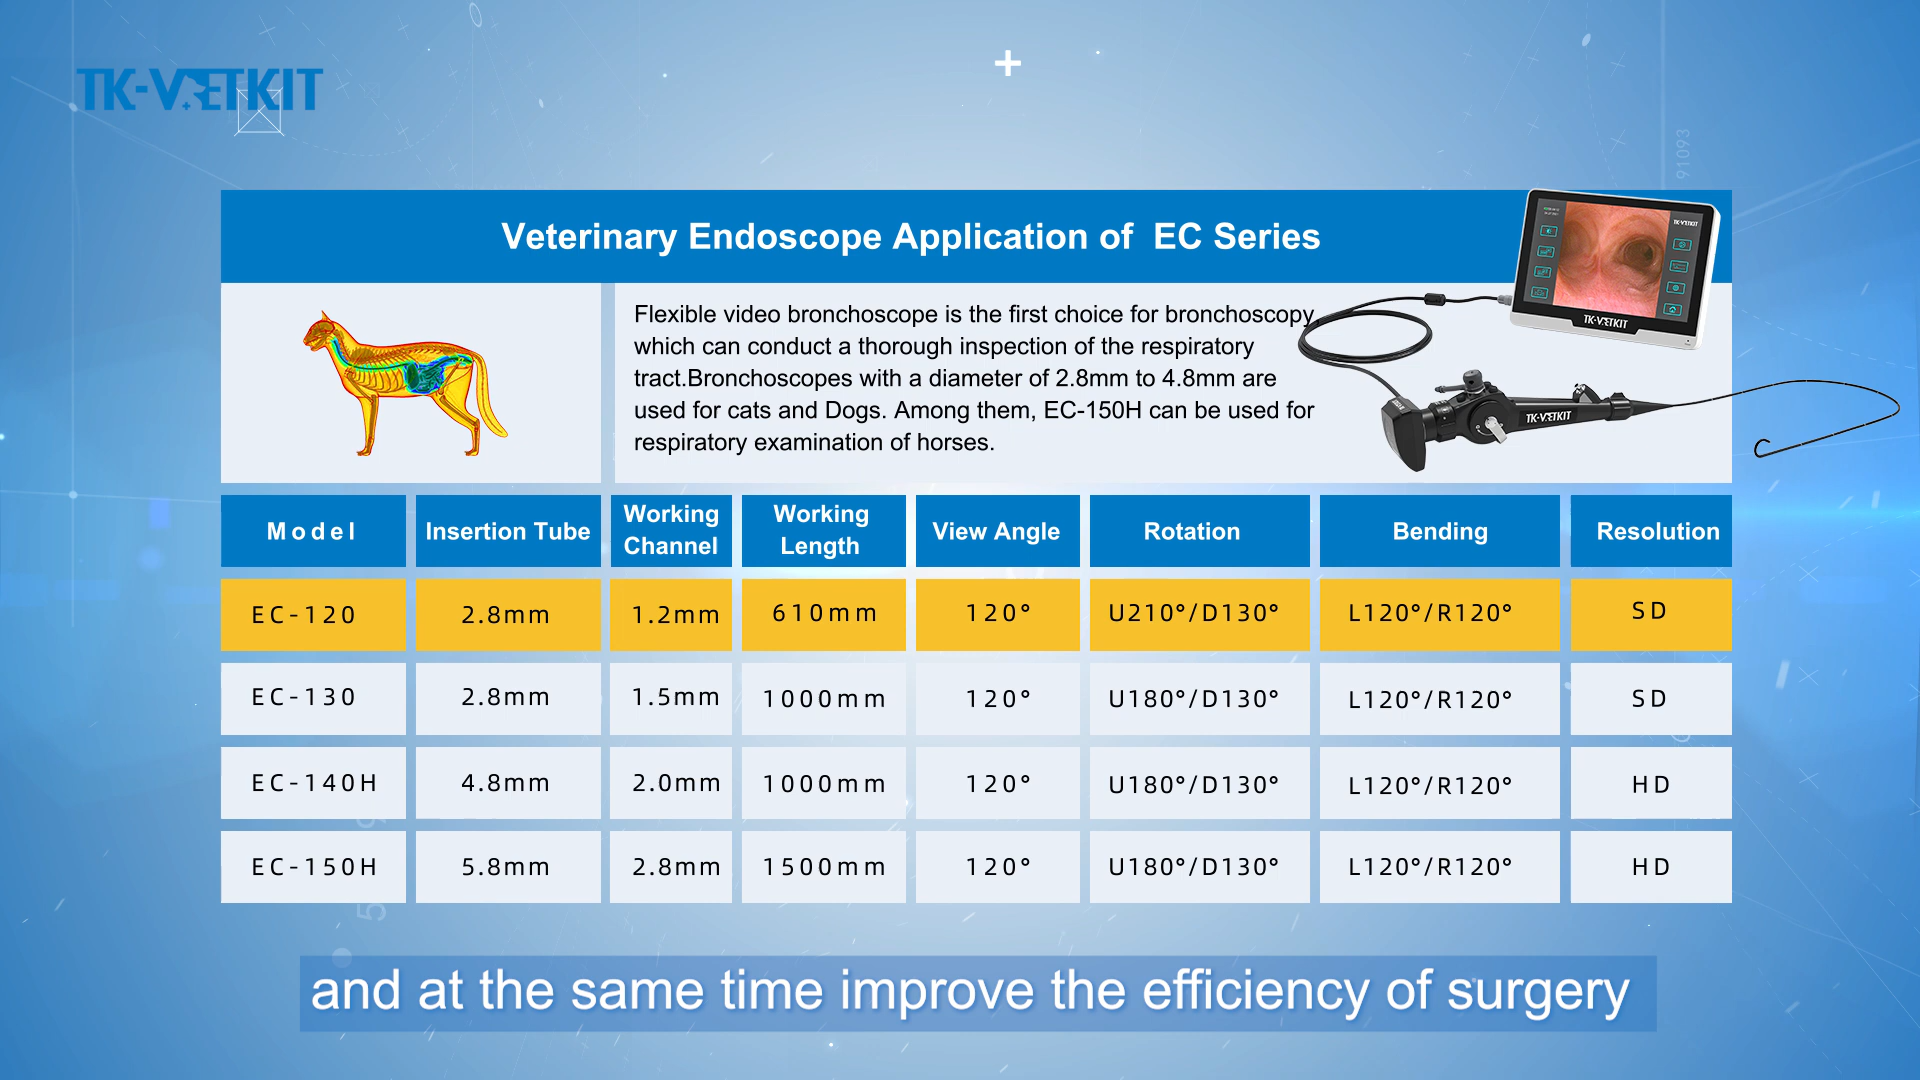 TK-VETKIT
91093
Veterinary Endoscope Application of EC Series
TK-VETKIT
TK-VETKIT
Flexible video bronchoscope is the first choice for bronchoscopy,
which can conduct a thorough inspection of the respiratory
tract.Bronchoscopes with a diameter of 2.8mm to 4.8mm are
used for cats and Dogs. Among them, EC-150H can be used for
respiratory examination of horses.
TK-VETKIT
Model Insertion Tube Working Channel Working Length View Angle Rotation Bending Resolution
EC-120 2.8mm 1.2mm 610mm 120° U210°/D130° L120°/R120° SD
EC-130 2.8mm 1.5mm 1000mm 120° U180°/D130° L120°/R120° SD
EC-140H 4.8mm 2.0mm 1000mm 120° U180°/D130° L120°/R120° HD
EC-150H 5.8mm 2.8mm 1500mm 120° U180°/D130° L120°/R120° HD
and at the same time improve the efficiency of surgery